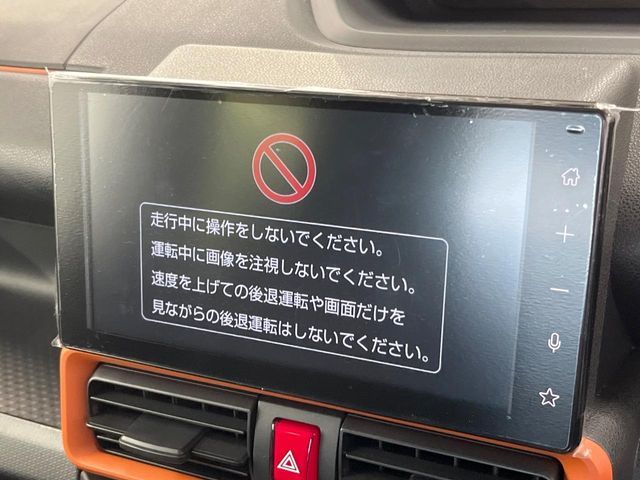 走行中に操作をしないでください。
運転中に画像を注視しないでください。
速度を上げての後退運転や画面だけを
見ながらの後退運転はしないでください。